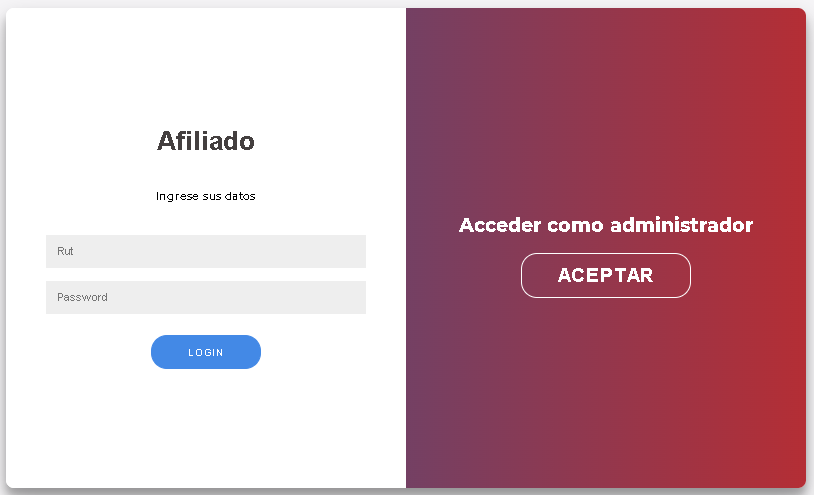 Afiliado
Ingrese sus datos
Rut
Password
LOGIN
Acceder como administrador
ACEPTAR